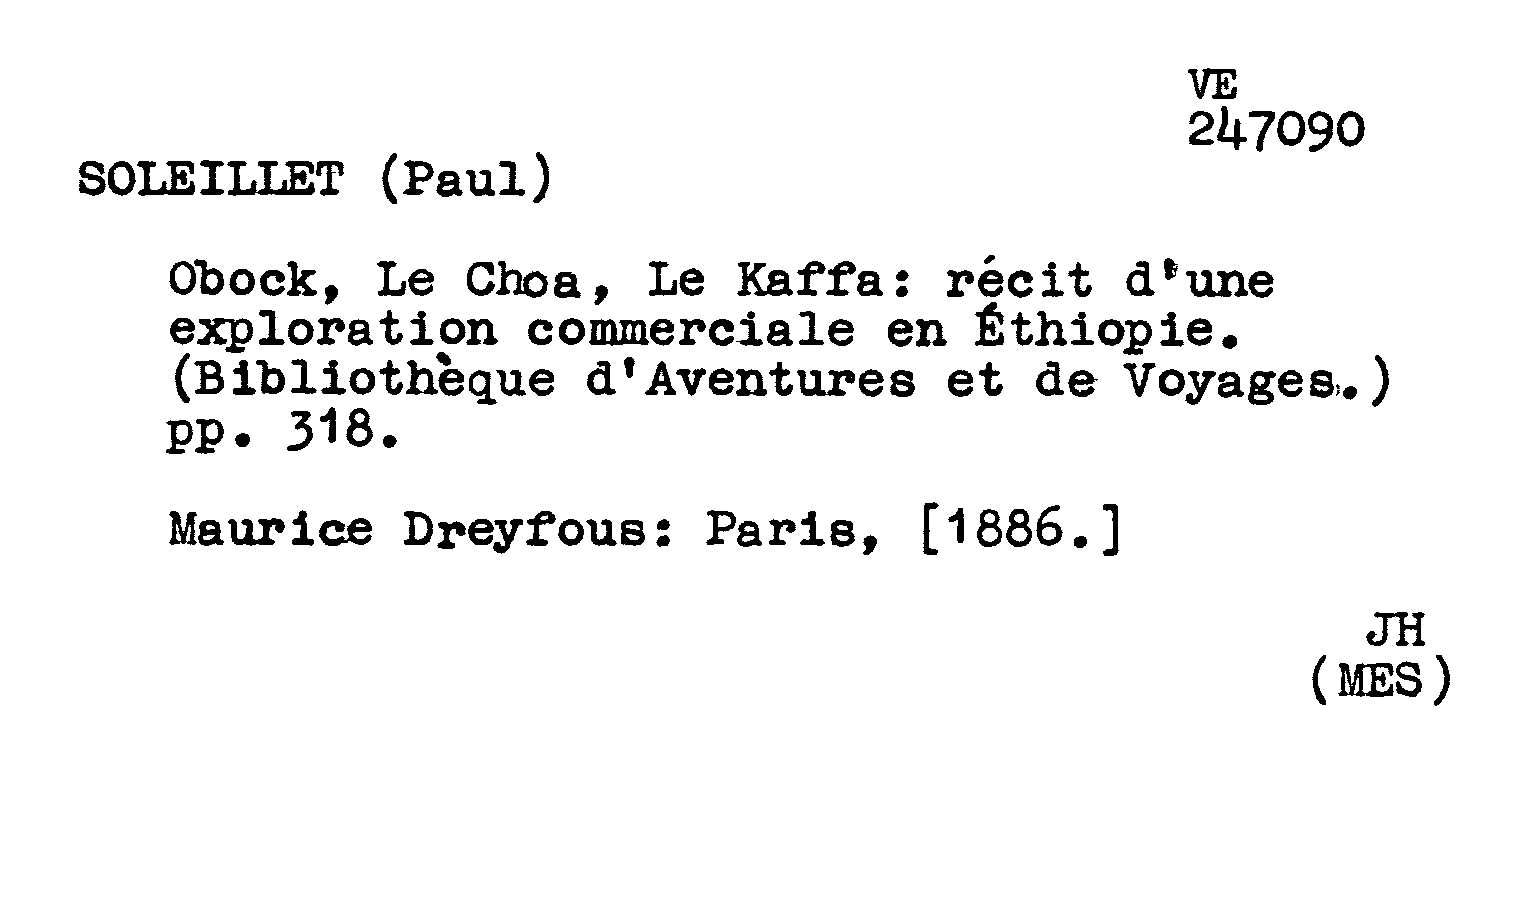 VE
247090
SOLEILLET (Paul)
Obock, Le Choa, Le Kaffa: récit d'une
exploration commerciale en Éthiopie.
(Bibliothèque d'Aventures et de Voyages.)
pp. 318.
Maurice Dreyfous: Paris, [1886.]
JH
(MES)